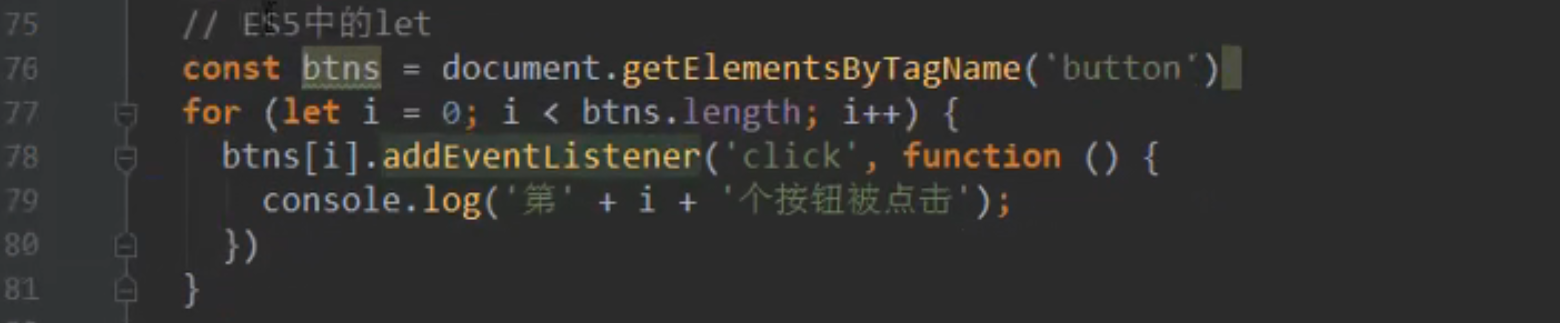 75 // ES5中的let
76 const btns = document.getElementsByTagName('button')
77 for (let i = 0; i < btns.length; i++) {
78 btns[i].addEventListener('click', function () {
79 console.log('第' + i + '个按钮被点击');
80 })
81 }